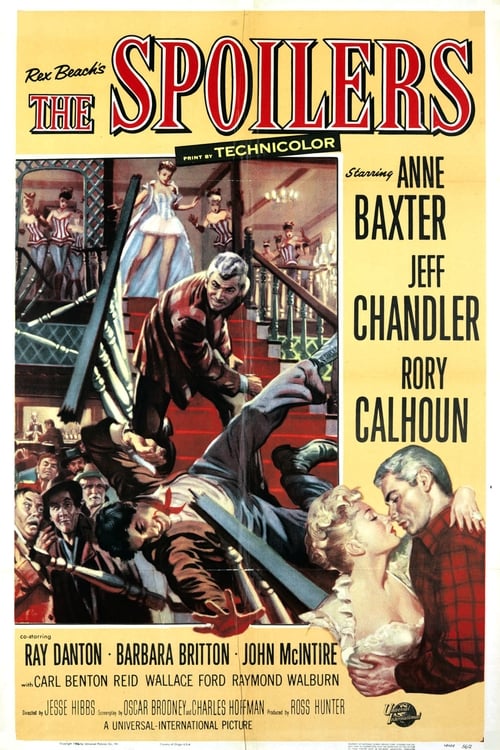 Rex Beach's
THE SPOILERS
PRINT BY TECHNICOLOR
Starring ANNE
BAXTER
JEFF
CHANDLER
RORY
CALHOUN
co-starring
RAY DANTON · BARBARA BRITTON · JOHN McINTIRE
with CARL BENTON REID WALLACE FORD RAYMOND WALBURN
Directed by JESSE HIBBS Screenplay by OSCAR BRODNEY and CHARLES HOFFMAN Produced by ROSS HUNTER
A UNIVERSAL-INTERNATIONAL PICTURE
Universal
International